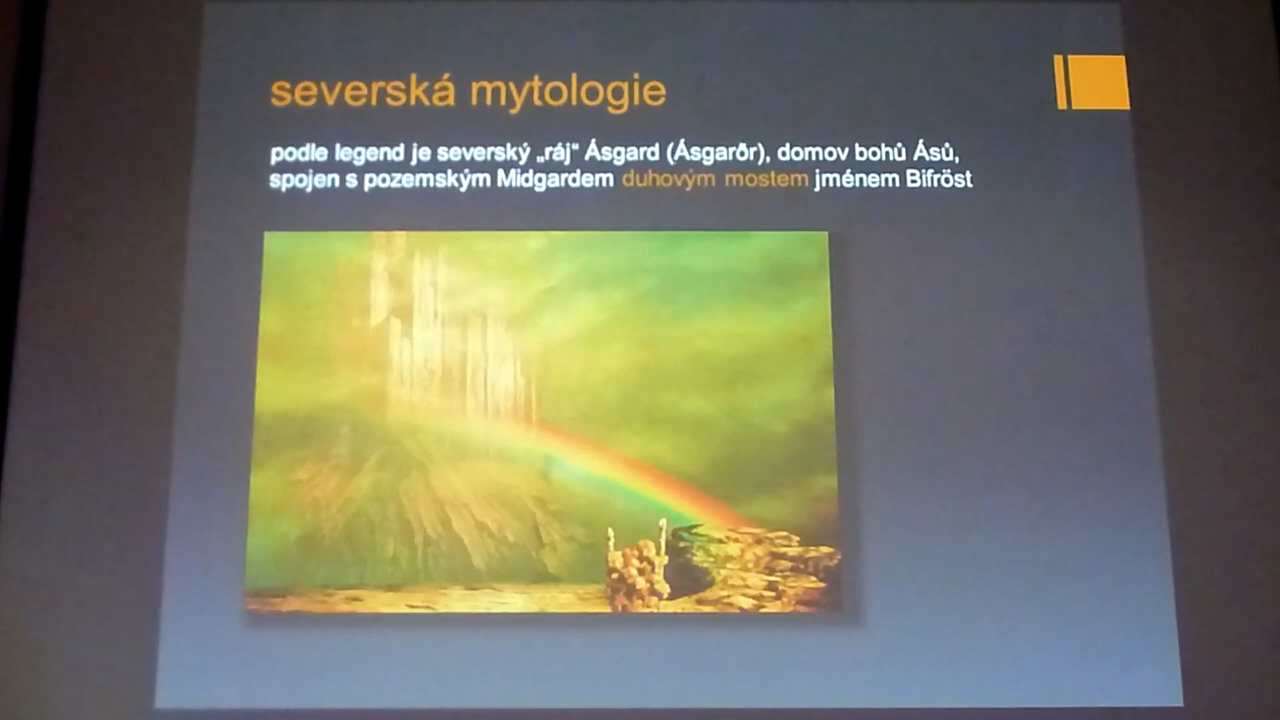 severská mytologie
podle legend je severský „ráj“ Ásgard (Ásgarðr), domov bohů Ásů,
spojen s pozemským Midgardem duhovým mostem jménem Bifröst